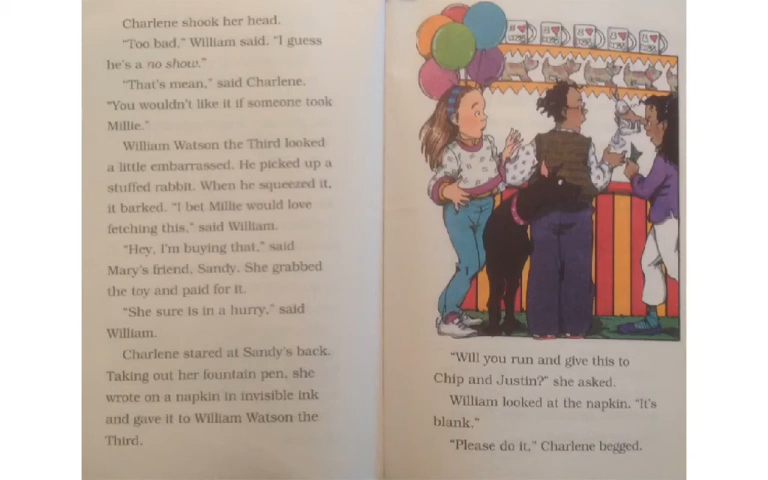 Charlene shook her head.
"Too bad," William said. "I guess
he's a no show."
"That's mean," said Charlene.
"You wouldn't like it if someone took
Millie."
William Watson the Third looked
a little embarrassed. He picked up a
stuffed rabbit. When he squeezed it,
it barked. "I bet Millie would love
fetching this," said William.
"Hey, I'm buying that," said
Mary's friend, Sandy. She grabbed
the toy and paid for it.
"She sure is in a hurry," said
William.
Charlene stared at Sandy's back.
Taking out her fountain pen, she
wrote on a napkin in invisible ink
and gave it to William Watson the
Third.
"Will you run and give this to
Chip and Justin?" she asked.
William looked at the napkin. "It's
blank."
"Please do it," Charlene begged.